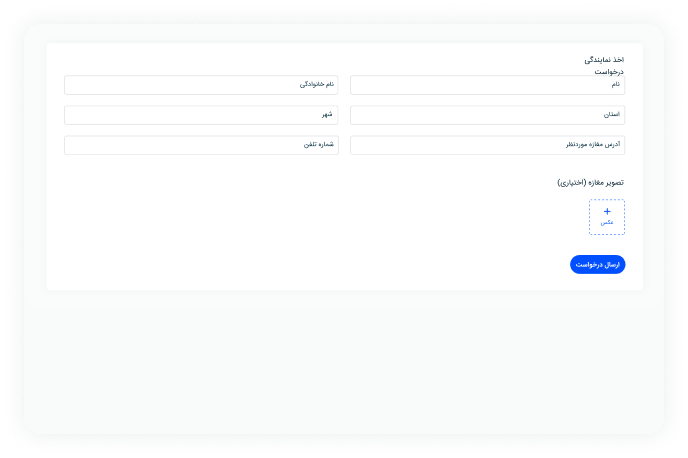 اخذ نمایندگی
درخواست
نام
نام خانوادگی
استان
شهر
آدرس مغازه موردنظر
شماره تلفن
تصویر مغازه (اختیاری)
+
عکس
ارسال درخواست